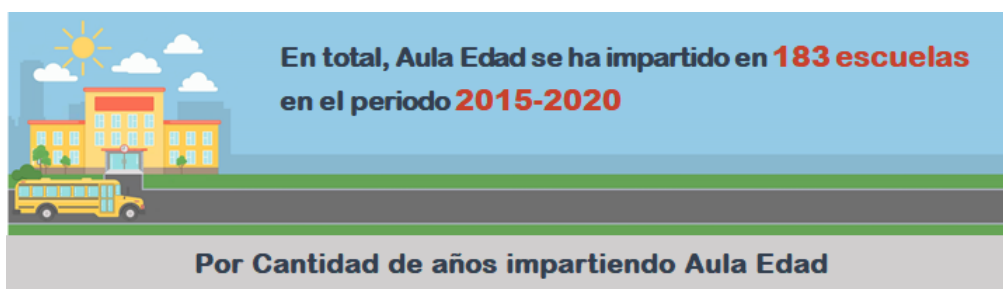 En total, Aula Edad se ha impartido en 183 escuelas
en el periodo 2015-2020
Por Cantidad de años impartiendo Aula Edad